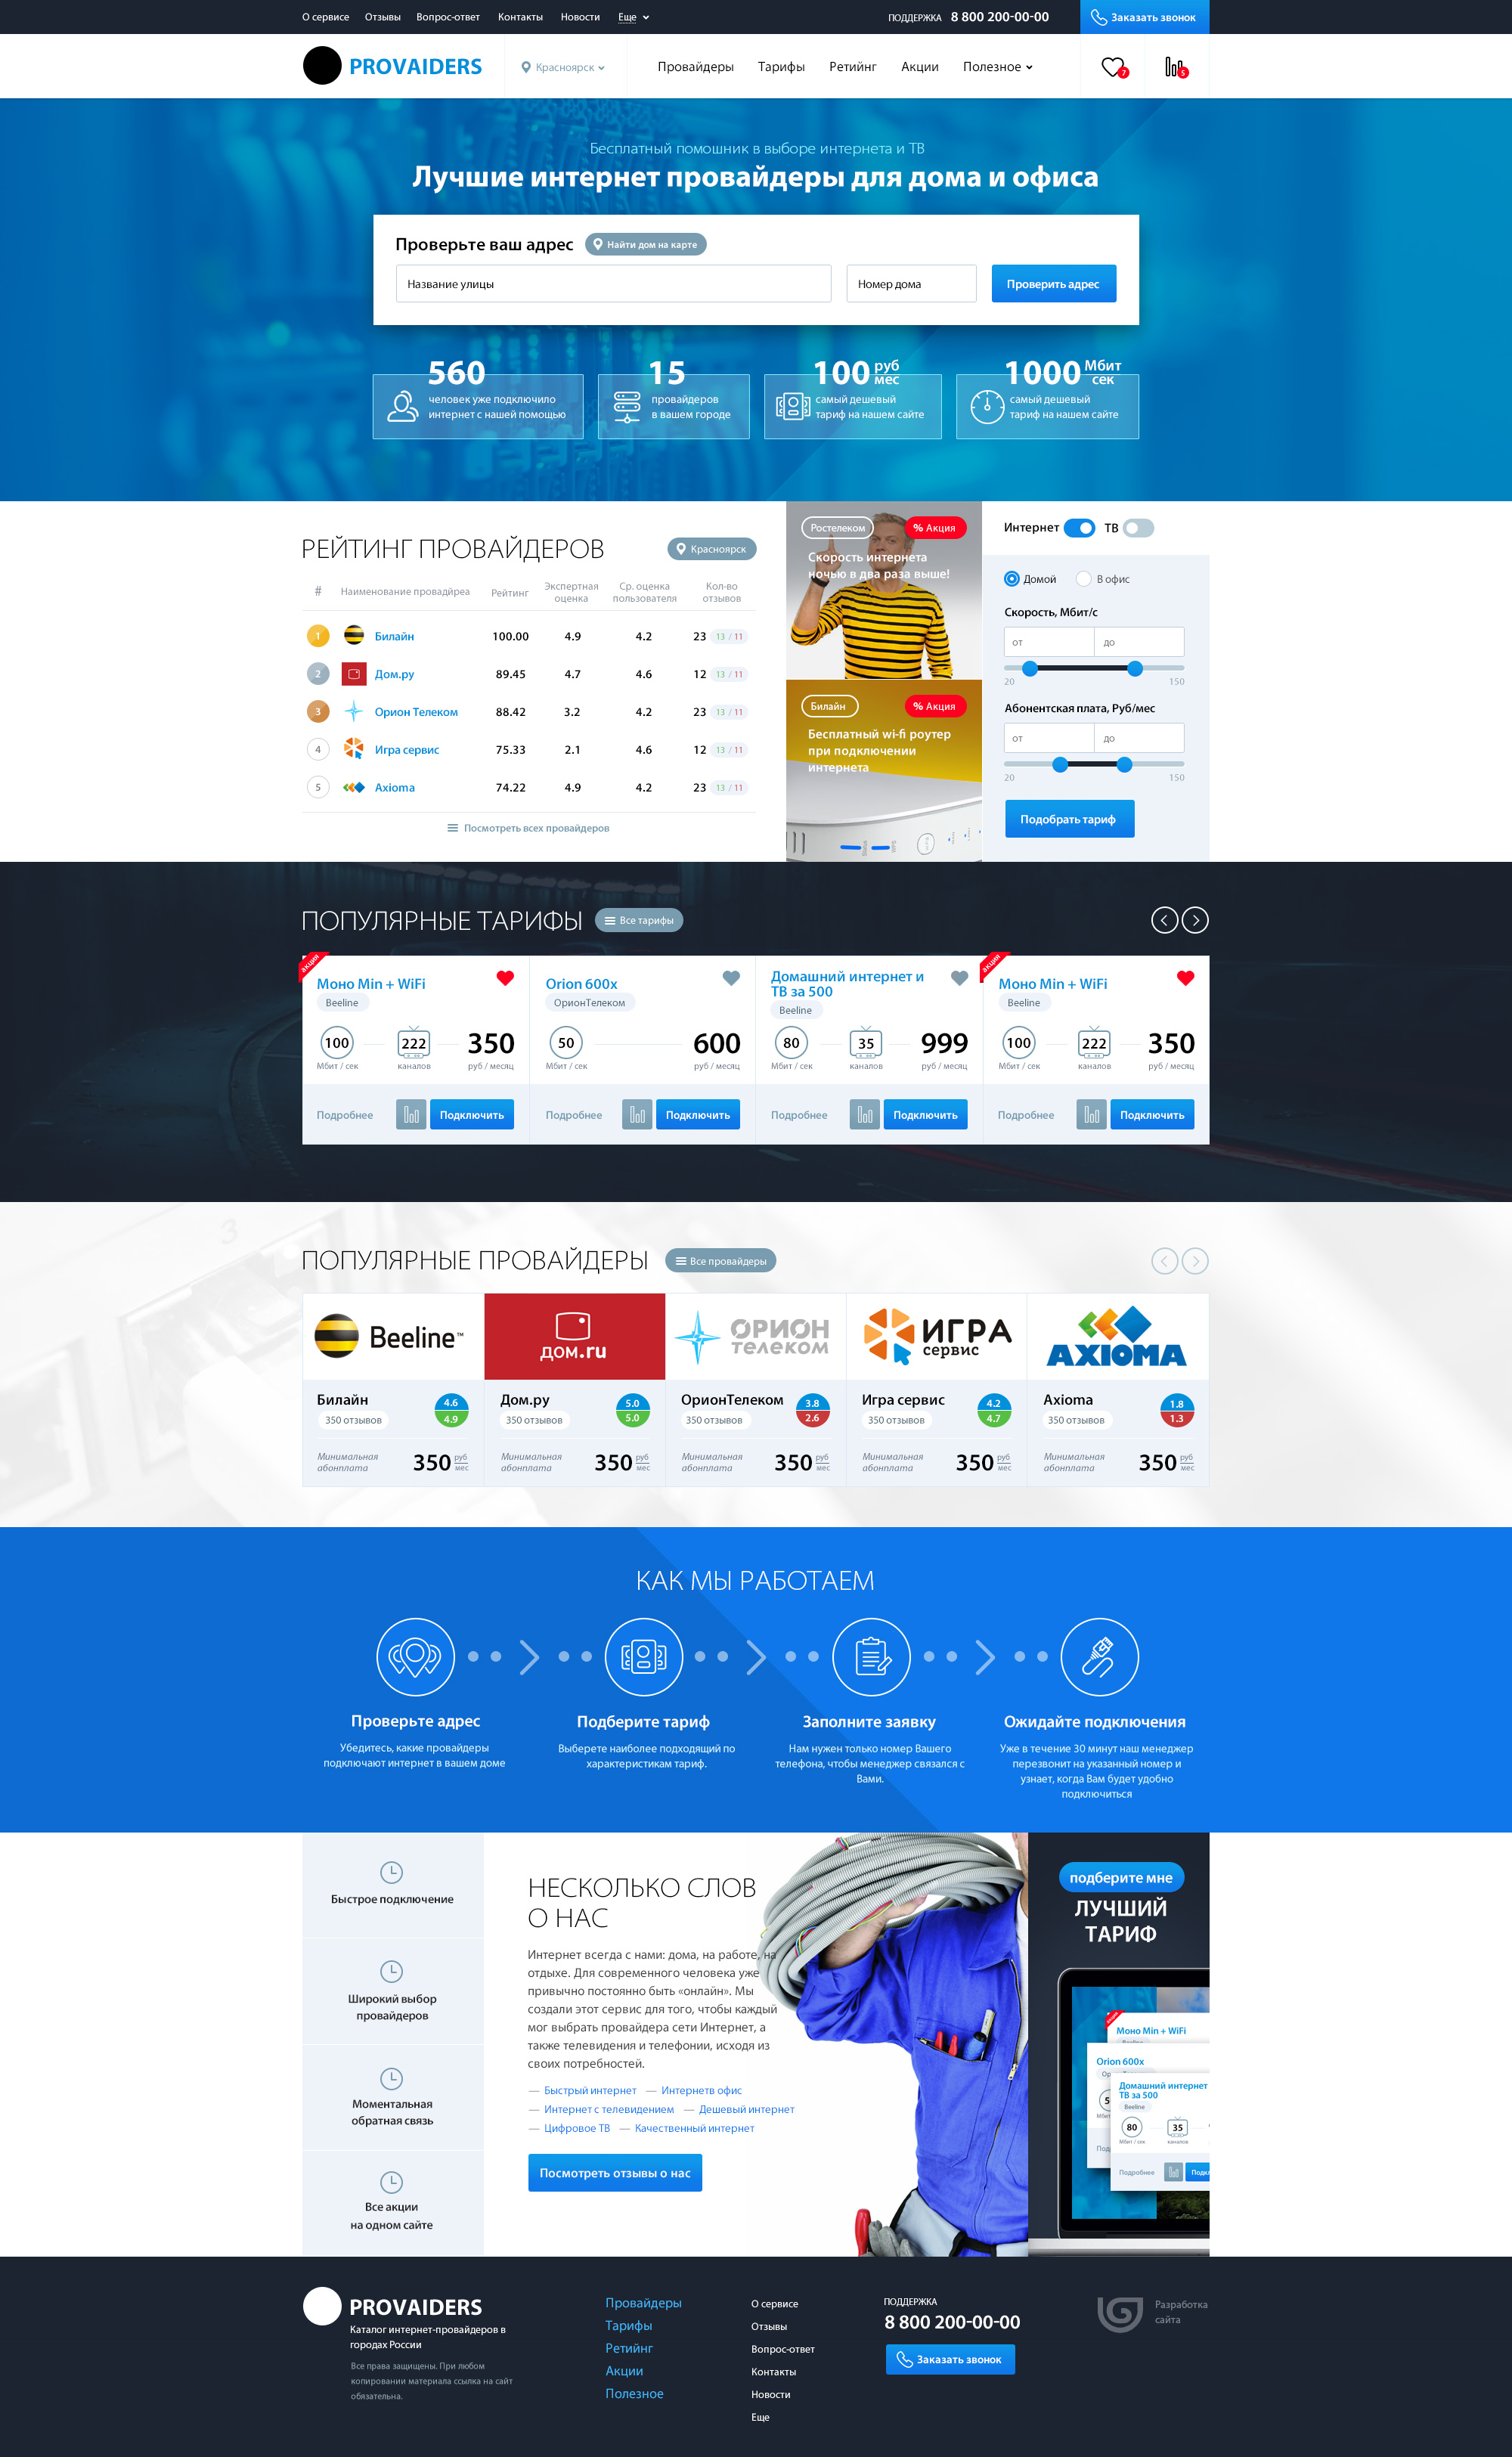 О сервисе Отзывы Вопрос-ответ Контакты Новости Еще
ПОДДЕРЖКА 8 800 200-00-00
Заказать звонок
PROVAIDERS
Красноярск
Провайдеры Тарифы Ретийнг Акции Полезное
7
5
Бесплатный помошник в выборе интернета и ТВ
Лучшие интернет провайдеры для дома и офиса
Проверьте ваш адрес
Найти дом на карте
Название улицы
Номер дома
Проверить адрес
560
человек уже подключило
интернет с нашей помощью
15
провайдеров
в вашем городе
100 руб мес
самый дешевый
тариф на нашем сайте
1000 Мбит сек
самый дешевый
тариф на нашем сайте
РЕЙТИНГ ПРОВАЙДЕРОВ
Красноярск
# Наименование провадйреа Рейтинг Экспертная оценка Ср. оценка пользователя Кол-во отзывов
1 Билайн 100.00 4.9 4.2 23 13 / 11
2 Дом.ру 89.45 4.7 4.6 12 13 / 11
3 Орион Телеком 88.42 3.2 4.2 23 13 / 11
4 Игра сервис 75.33 2.1 4.6 12 13 / 11
5 Axioma 74.22 4.9 4.2 23 13 / 11
Посмотреть всех провайдеров
Ростелеком
% Акция
Скорость интернета
ночью в два раза выше!
Билайн
% Акция
Бесплатный wi-fi роутер
при подключении
интернета
Интернет ТВ
Домой В офис
Скорость, Мбит/с
от до
20 150
Абонентская плата, Руб/мес
от до
20 150
Подобрать тариф
ПОПУЛЯРНЫЕ ТАРИФЫ
Все тарифы
акция
Моно Min + WiFi
Beeline
100 222 350
Мбит / сек каналов руб / месяц
Подробнее Подключить
Orion 600x
ОрионТелеком
50 600
Мбит / сек руб / месяц
Подробнее Подключить
Домашний интернет и
ТВ за 500
Beeline
80 35 999
Мбит / сек каналов руб / месяц
Подробнее Подключить
акция
Моно Min + WiFi
Beeline
100 222 350
Мбит / сек каналов руб / месяц
Подробнее Подключить
ПОПУЛЯРНЫЕ ПРОВАЙДЕРЫ
Все провайдеры
Beeline™
Билайн
350 отзывов
4.6
4.9
Минимальная
абонплата
350 руб мес
дом.ru
Дом.ру
350 отзывов
5.0
5.0
Минимальная
абонплата
350 руб мес
ОРИОН
телеком
ОрионТелеком
350 отзывов
3.8
2.6
Минимальная
абонплата
350 руб мес
ИГРА
сервис
Игра сервис
350 отзывов
4.2
4.7
Минимальная
абонплата
350 руб мес
АXIОМА
Axioma
350 отзывов
1.8
1.3
Минимальная
абонплата
350 руб мес
КАК МЫ РАБОТАЕМ
Проверьте адрес
Убедитесь, какие провайдеры
подключают интернет в вашем доме
Подберите тариф
Выберете наиболее подходящий по
характеристикам тариф.
Заполните заявку
Нам нужен только номер Вашего
телефона, чтобы менеджер связался с
Вами.
Ожидайте подключения
Уже в течение 30 минут наш менеджер
перезвонит на указанный номер и
узнает, когда Вам будет удобно
подключиться
Быстрое подключение
Широкий выбор
провайдеров
Моментальная
обратная связь
Все акции
на одном сайте
НЕСКОЛЬКО СЛОВ
О НАС
Интернет всегда с нами: дома, на работе, на
отдыхе. Для современного человека уже
привычно постоянно быть «онлайн». Мы
создали этот сервис для того, чтобы каждый
мог выбрать провайдера сети Интернет, а
также телевидения и телефонии, исходя из
своих потребностей.
— Быстрый интернет — Интернетв офис
— Интернет с телевидением — Дешевый интернет
— Цифровое ТВ — Качественный интернет
Посмотреть отзывы о нас
подберите мне
ЛУЧШИЙ
ТАРИФ
Моно Min + WiFi
Orion 600x
Домашний интернет
ТВ за 500
Beeline
80 35
Мбит / сек каналов
Подробнее
PROVAIDERS
Каталог интернет-провайдеров в
городах России
Все права защищены. При любом
копировании материала ссылка на сайт
обязательна.
Провайдеры
Тарифы
Ретийнг
Акции
Полезное
О сервисе
Отзывы
Вопрос-ответ
Контакты
Новости
Еще
ПОДДЕРЖКА
8 800 200-00-00
Заказать звонок
Разработка
сайта